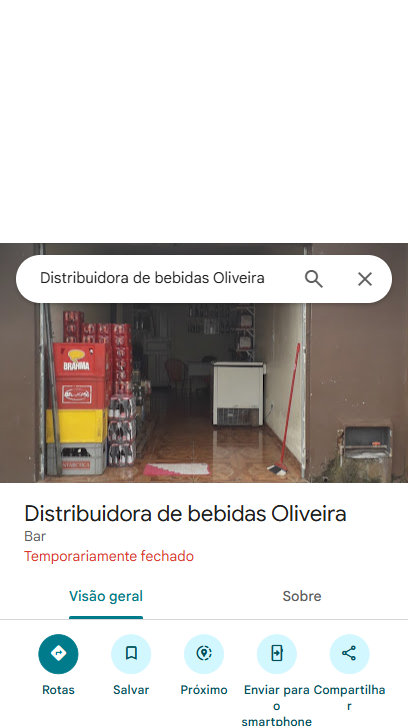 Distribuidora de bebidas Oliveira
BRAHMA
Distribuidora de bebidas Oliveira
Bar
Temporariamente fechado
Visão geral
Sobre
Rotas
Salvar
Próximo
Enviar para o smartphone
Compartilhar